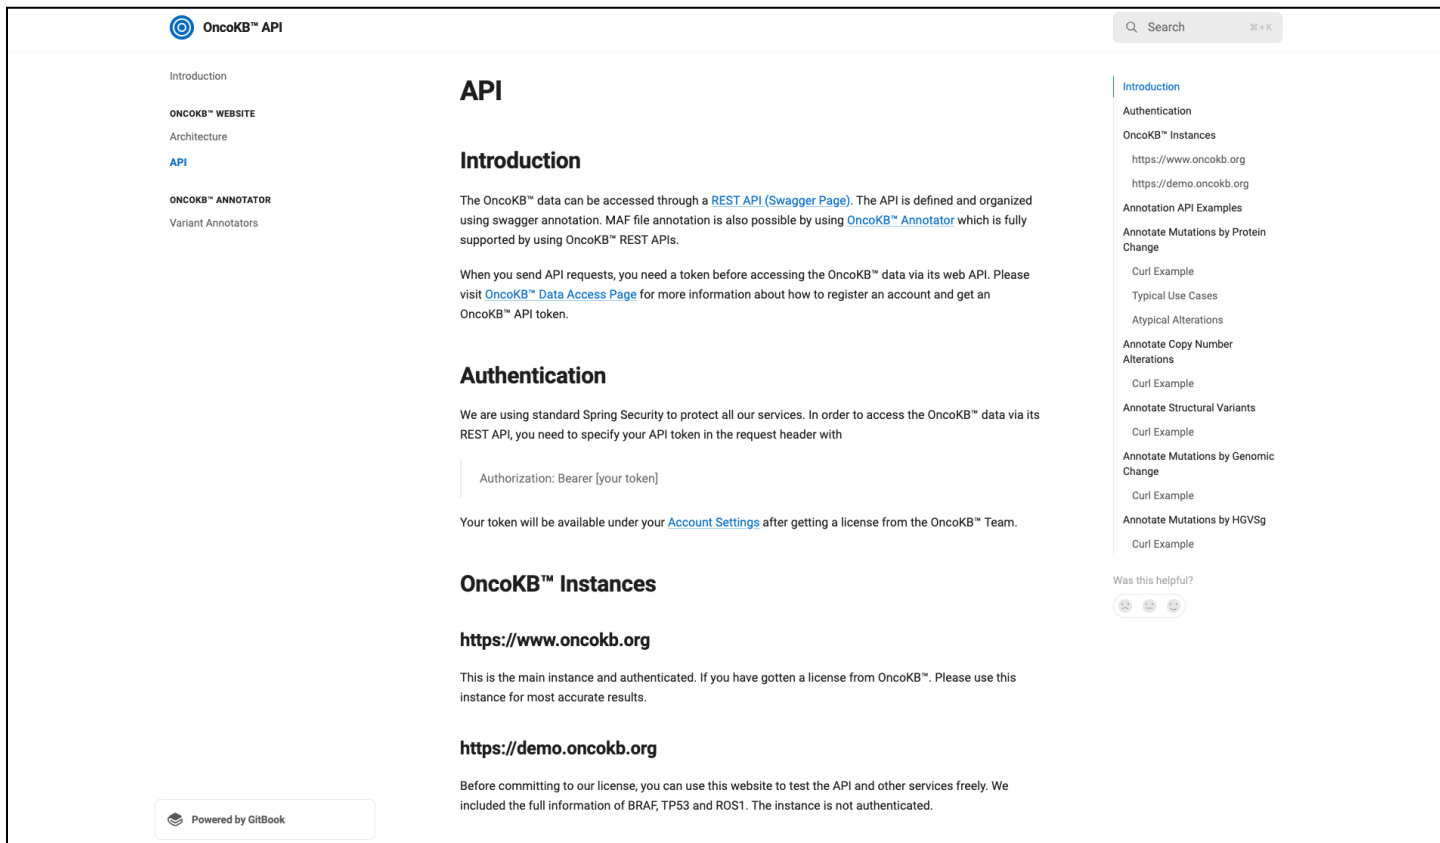 OncoKB™ API
Search
⌘+K
Introduction
ONCOKB™ WEBSITE
Architecture
API
ONCOKB™ ANNOTATOR
Variant Annotators
Powered by GitBook
API
Introduction
The OncoKB™ data can be accessed through a REST API (Swagger Page). The API is defined and organized
using swagger annotation. MAF file annotation is also possible by using OncoKB™ Annotator which is fully
supported by using OncoKB™ REST APIs.
When you send API requests, you need a token before accessing the OncoKB™ data via its web API. Please
visit OncoKB™ Data Access Page for more information about how to register an account and get an
OncoKB™ API token.
Authentication
We are using standard Spring Security to protect all our services. In order to access the OncoKB™ data via its
REST API, you need to specify your API token in the request header with
Authorization: Bearer [your token]
Your token will be available under your Account Settings after getting a license from the OncoKB™ Team.
OncoKB™ Instances
https://www.oncokb.org
This is the main instance and authenticated. If you have gotten a license from OncoKB™. Please use this
instance for most accurate results.
https://demo.oncokb.org
Before committing to our license, you can use this website to test the API and other services freely. We
included the full information of BRAF, TP53 and ROS1. The instance is not authenticated.
Introduction
Authentication
OncoKB™ Instances
https://www.oncokb.org
https://demo.oncokb.org
Annotation API Examples
Annotate Mutations by Protein
Change
Curl Example
Typical Use Cases
Atypical Alterations
Annotate Copy Number
Alterations
Curl Example
Annotate Structural Variants
Curl Example
Annotate Mutations by Genomic
Change
Curl Example
Annotate Mutations by HGVSg
Curl Example
Was this helpful?